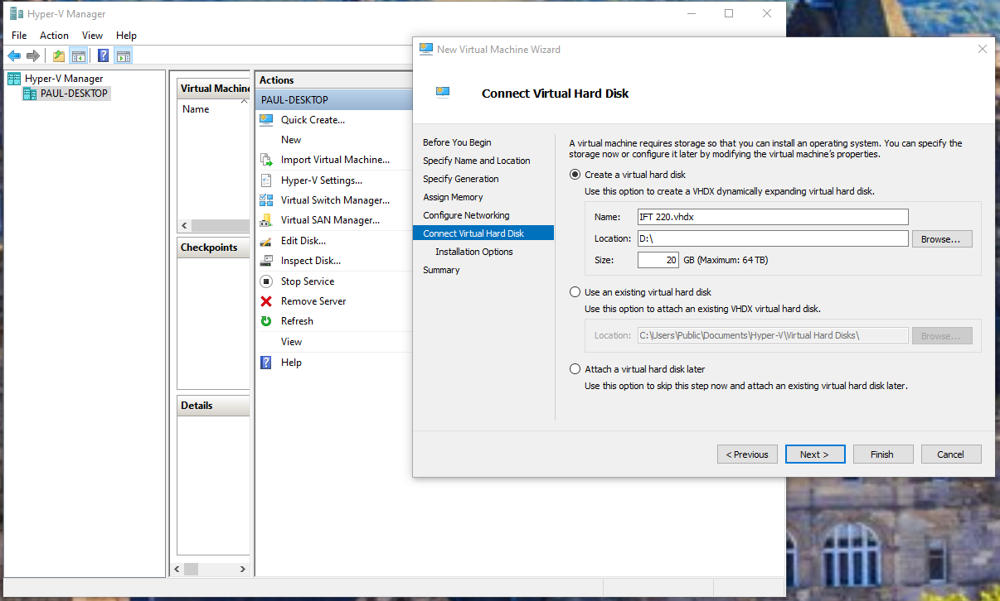 Hyper-V Manager
File Action View Help
Hyper-V Manager
PAUL-DESKTOP
Virtual Machine
Name
Checkpoints
Details
Actions
PAUL-DESKTOP
Quick Create...
New
Import Virtual Machine...
Hyper-V Settings...
Virtual Switch Manager...
Virtual SAN Manager...
Edit Disk...
Inspect Disk...
Stop Service
Remove Server
Refresh
View
Help
New Virtual Machine Wizard
Connect Virtual Hard Disk
Before You Begin
Specify Name and Location
Specify Generation
Assign Memory
Configure Networking
Connect Virtual Hard Disk
Installation Options
Summary
A virtual machine requires storage so that you can install an operating system. You can specify the
storage now or configure it later by modifying the virtual machine's properties.
Create a virtual hard disk
Use this option to create a VHDX dynamically expanding virtual hard disk.
Name: IFT 220.vhdx
Location: D:\ Browse...
Size: 20 GB (Maximum: 64 TB)
Use an existing virtual hard disk
Use this option to attach an existing VHDX virtual hard disk.
Location: C:\Users\Public\Documents\Hyper-V\Virtual Hard Disks\ Browse...
Attach a virtual hard disk later
Use this option to skip this step now and attach an existing virtual hard disk later.
< Previous Next > Finish Cancel